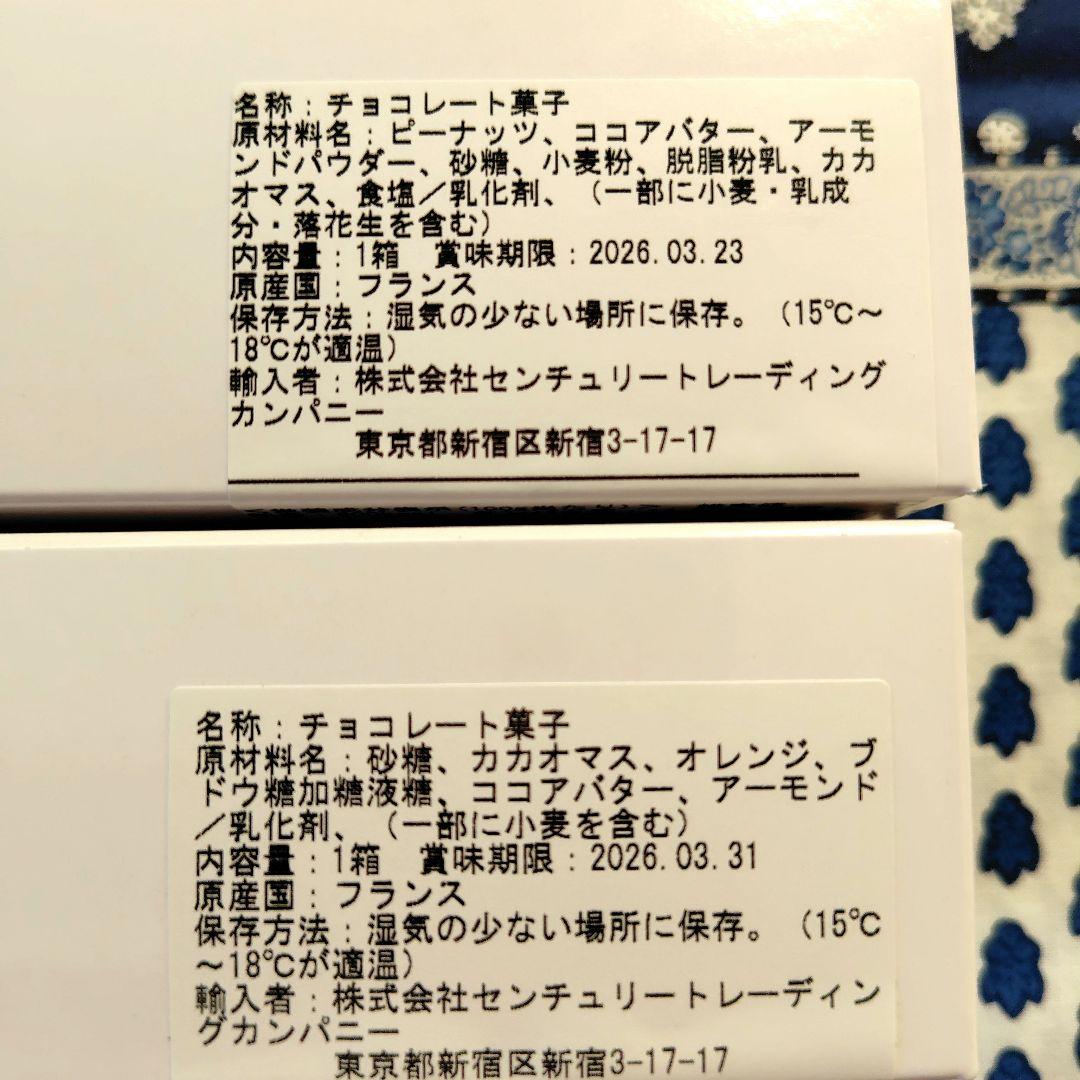 名称：チョコレート菓子
原材料名：ピーナッツ、ココアバター、アーモ
ンドパウダー、砂糖、小麦粉、脱脂粉乳、カカ
オマス、食塩／乳化剤、（一部に小麦・乳成
分・落花生を含む）
内容量：1箱　賞味期限：2026.03.23
原産国：フランス
保存方法：湿気の少ない場所に保存。（15℃～
18℃が適温）
輸入者：株式会社センチュリートレーディング
カンパニー
東京都新宿区新宿3-17-17
名称：チョコレート菓子
原材料名：砂糖、カカオマス、オレンジ、ブ
ドウ糖加糖液糖、ココアバター、アーモンド
／乳化剤、（一部に小麦を含む）
内容量：1箱　賞味期限：2026.03.31
原産国：フランス
保存方法：湿気の少ない場所に保存。（15℃
～18℃が適温）
輸入者：株式会社センチュリートレーディン
グカンパニー
東京都新宿区新宿3-17-17